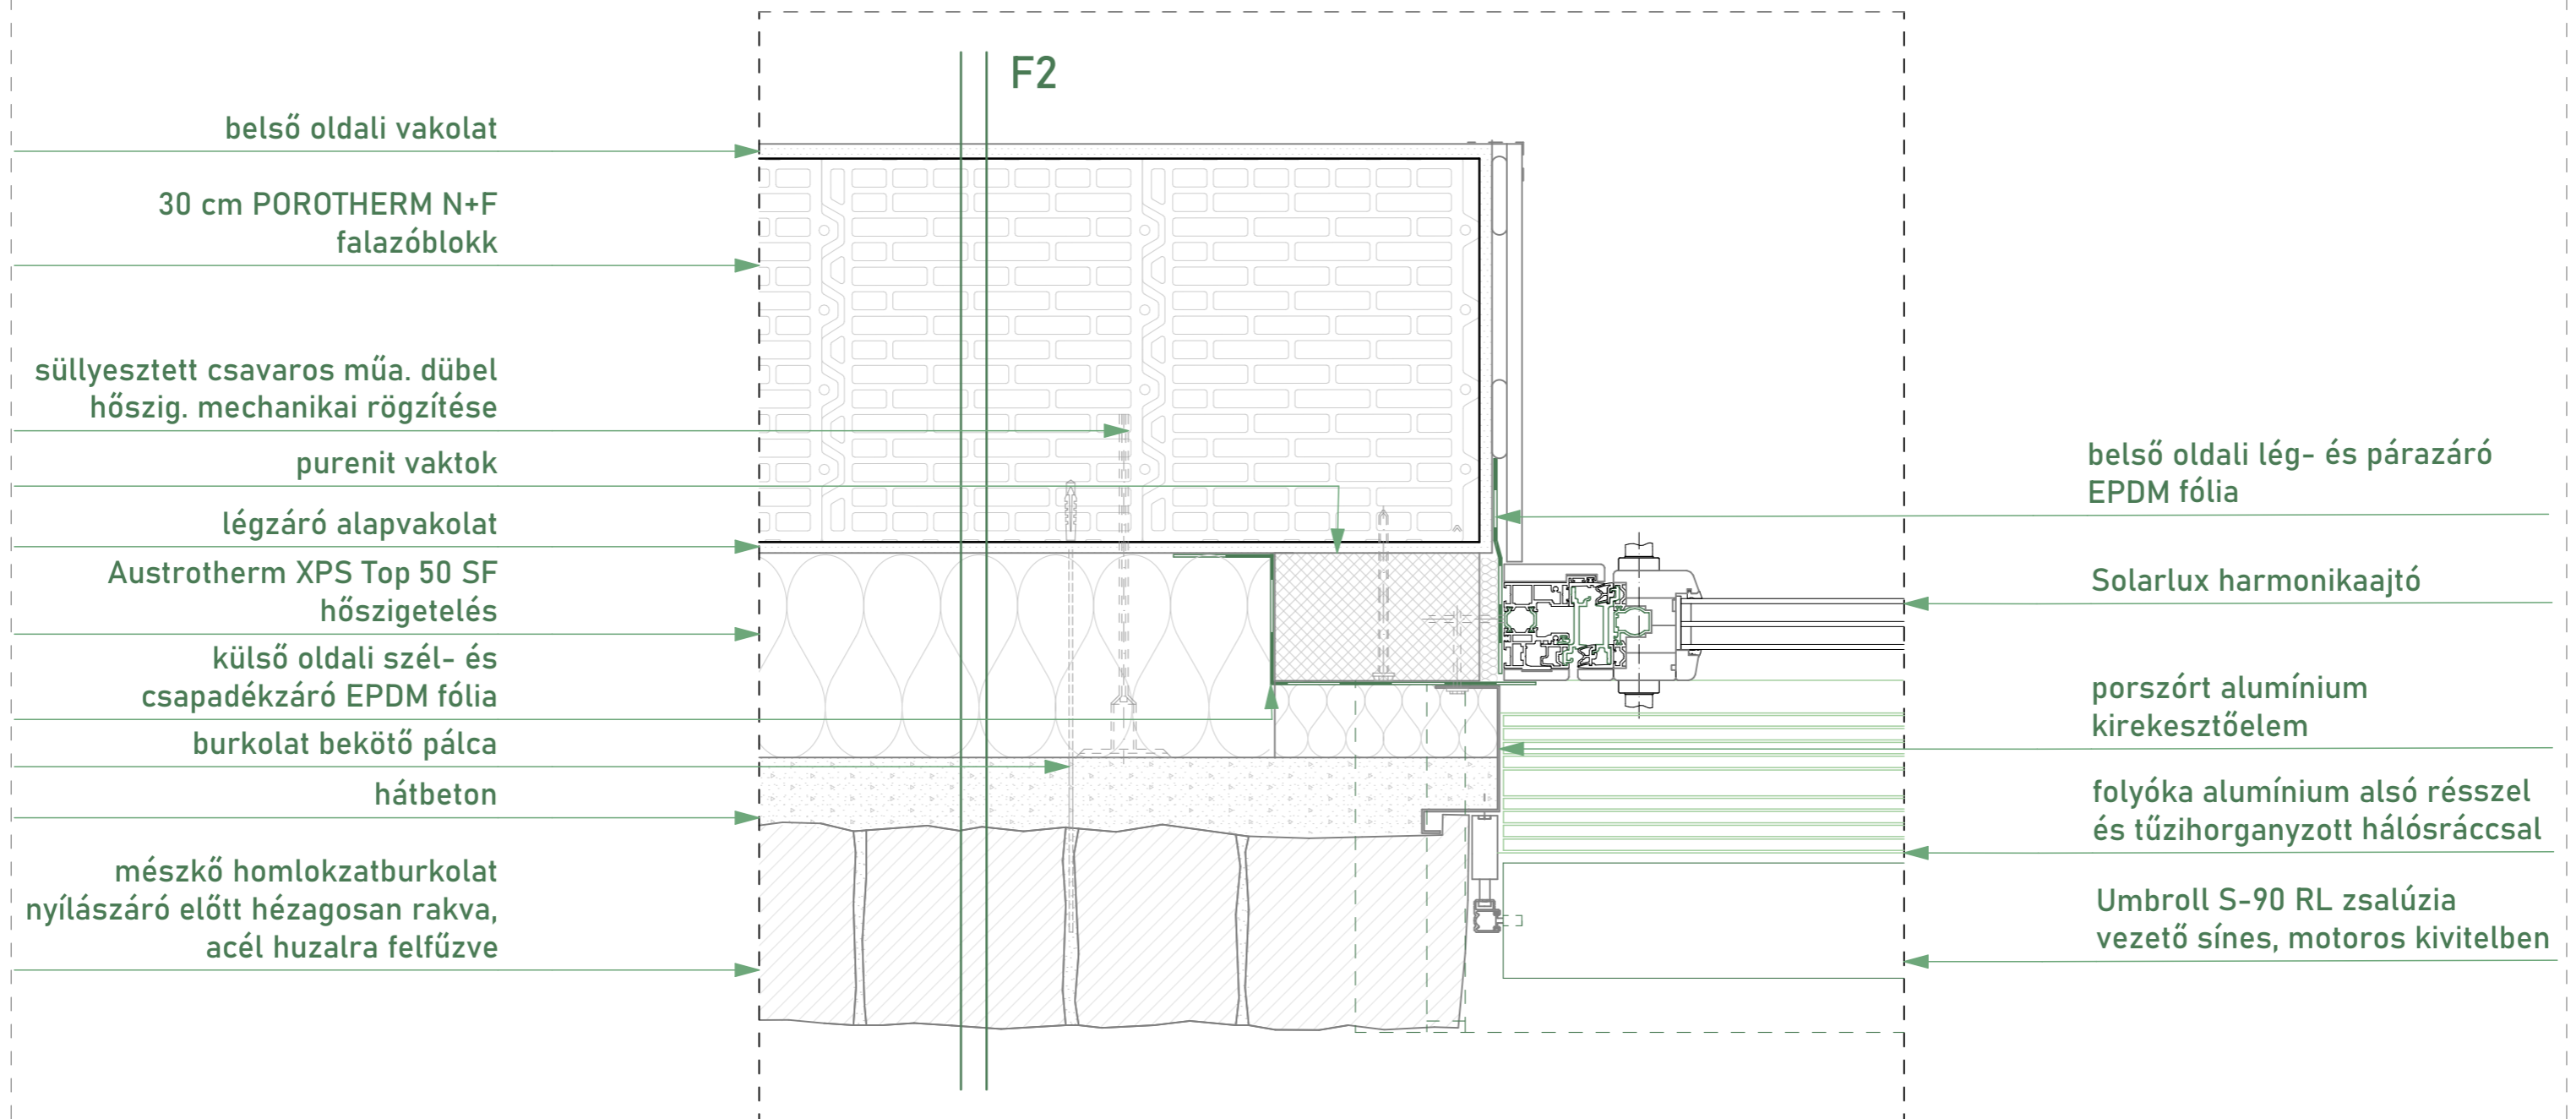 F2
belső oldali vakolat
30 cm POROTHERM N+F
falazóblokk
süllyesztett csavaros műa. dübel
hőszig. mechanikai rögzítése
purenit vaktok
légzáró alapvakolat
Austrotherm XPS Top 50 SF
hőszigetelés
külső oldali szél- és
csapadékzáró EPDM fólia
burkolat bekötő pálca
hátbeton
mészkő homlokzatburkolat
nyílászáró előtt hézagosan rakva,
acél huzalra felfűzve
belső oldali lég- és párazáró
EPDM fólia
Solarlux harmonikaajtó
porszórt alumínium
kirekesztőelem
folyóka alumínium alsó résszel
és tűzihorganyzott hálósráccsal
Umbroll S-90 RL zsalúzia
vezető sínes, motoros kivitelben